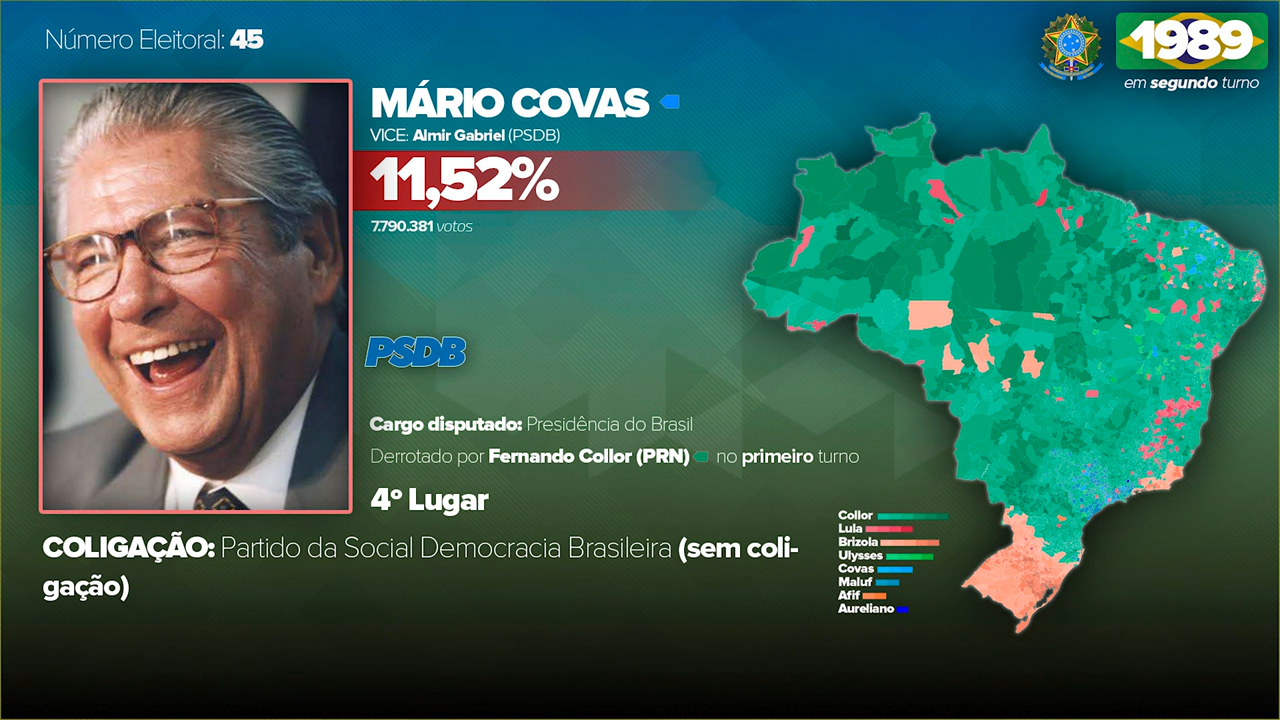 Número Eleitoral: 45
1989
em segundo turno
MÁRIO COVAS
VICE: Almir Gabriel (PSDB)
11,52%
7.790.381 votos
PSDB
Cargo disputado: Presidência do Brasil
Derrotado por Fernando Collor (PRN) no primeiro turno
4º Lugar
COLIGAÇÃO: Partido da Social Democracia Brasileira (sem coli-
gação)
Collor
Lula
Brizola
Ulysses
Covas
Maluf
Afif
Aureliano